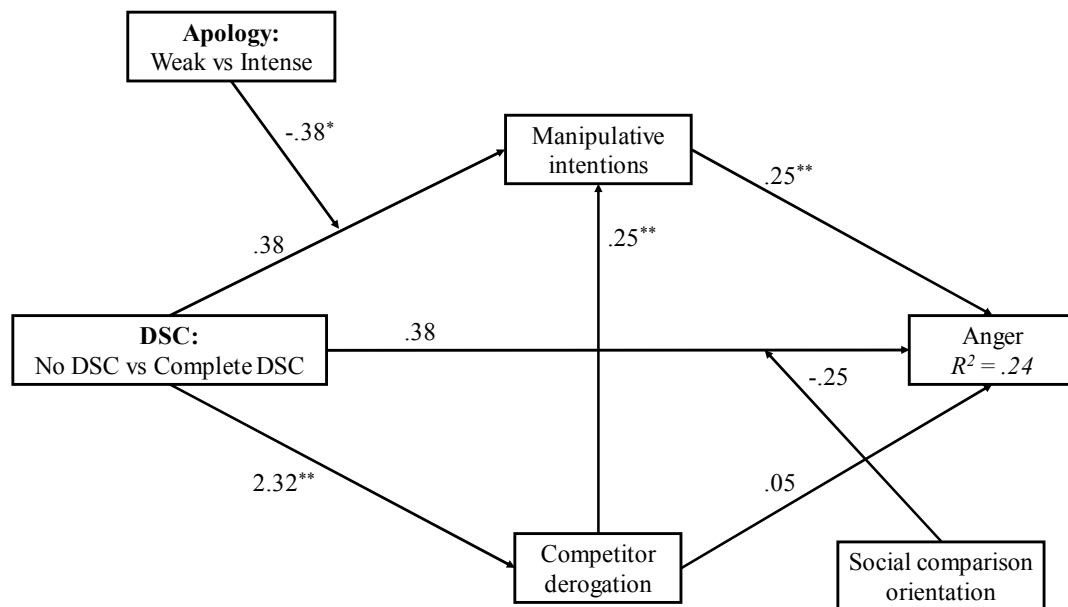 Apology:
Weak vs Intense
-.38*
Manipulative
intentions
.25**
.38
.25**
DSC:
No DSC vs Complete DSC
.38
Anger
R² = .24
-.25
2.32**
.05
Competitor
derogation
Social comparison
orientation